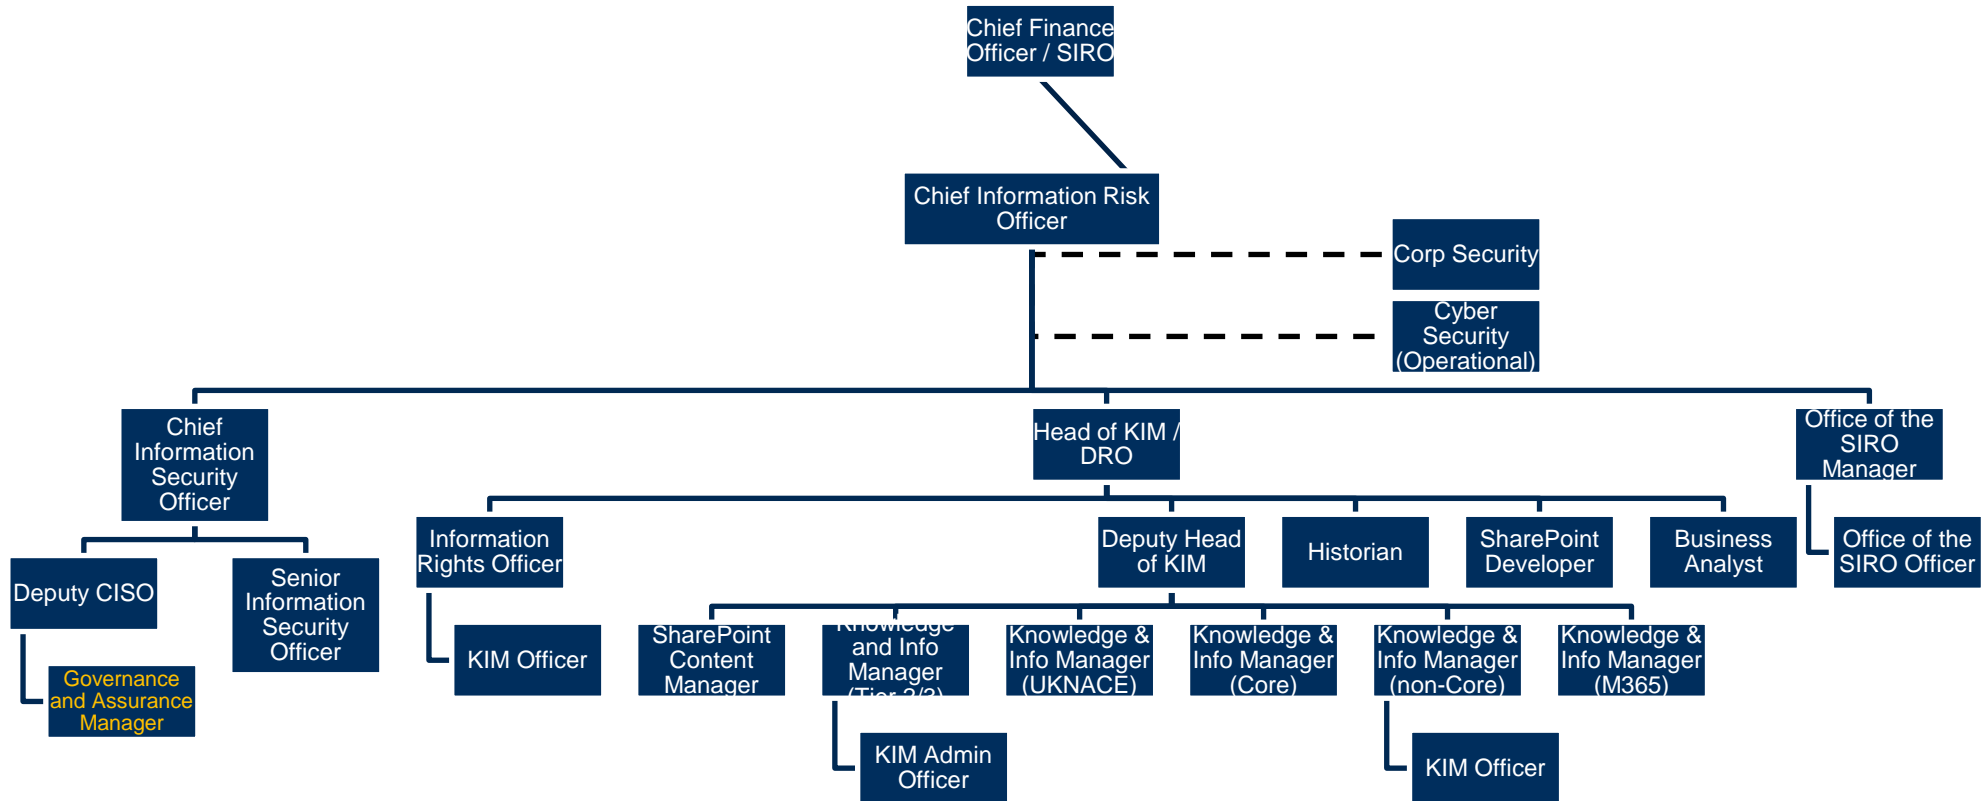 Chief Finance
Officer / SIRO
Chief Information Risk
Officer
Corp Security
Cyber
Security
(Operational)
Chief
Information
Security
Officer
Head of KIM /
DRO
Office of the
SIRO
Manager
Deputy CISO
Senior
Information
Security
Officer
Governance
and Assurance
Manager
Information
Rights Officer
Deputy Head
of KIM
Historian
SharePoint
Developer
Business
Analyst
Office of the
SIRO Officer
KIM Officer
SharePoint
Content
Manager
Knowledge
and Info
Manager
(Tier 2/3)
Knowledge &
Info Manager
(UKNACE)
Knowledge &
Info Manager
(Core)
Knowledge &
Info Manager
(non-Core)
Knowledge &
Info Manager
(M365)
KIM Admin
Officer
KIM Officer